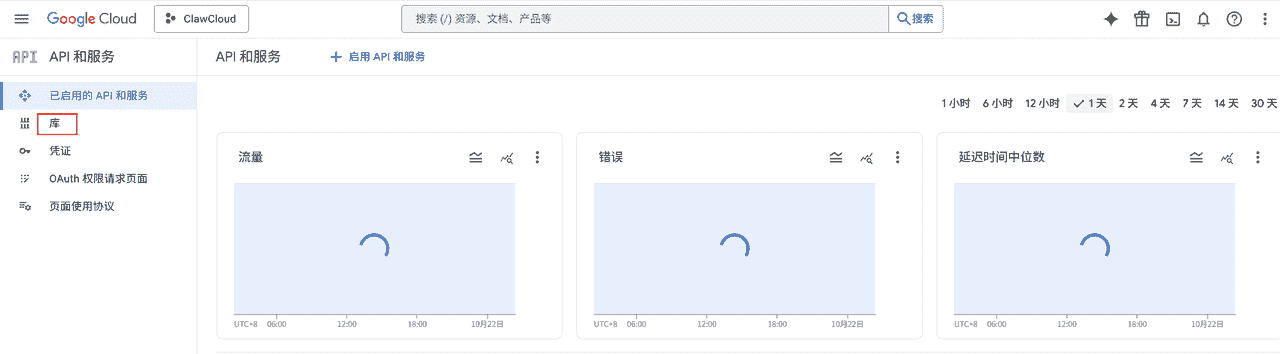 Google Cloud ClawCloud 搜索 (/) 资源、文档、产品等 搜索
API API 和服务 API 和服务 启用 API 和服务
已启用的 API 和服务
库
凭证
OAuth 权限请求页面
页面使用协议
1 小时 6 小时 12 小时 1 天 2 天 4 天 7 天 14 天 30 天
流量
UTC+8 06:00 12:00 18:00 10月22日
错误
UTC+8 06:00 12:00 18:00 10月22日
延迟时间中位数
UTC+8 06:00 12:00 18:00 10月22日